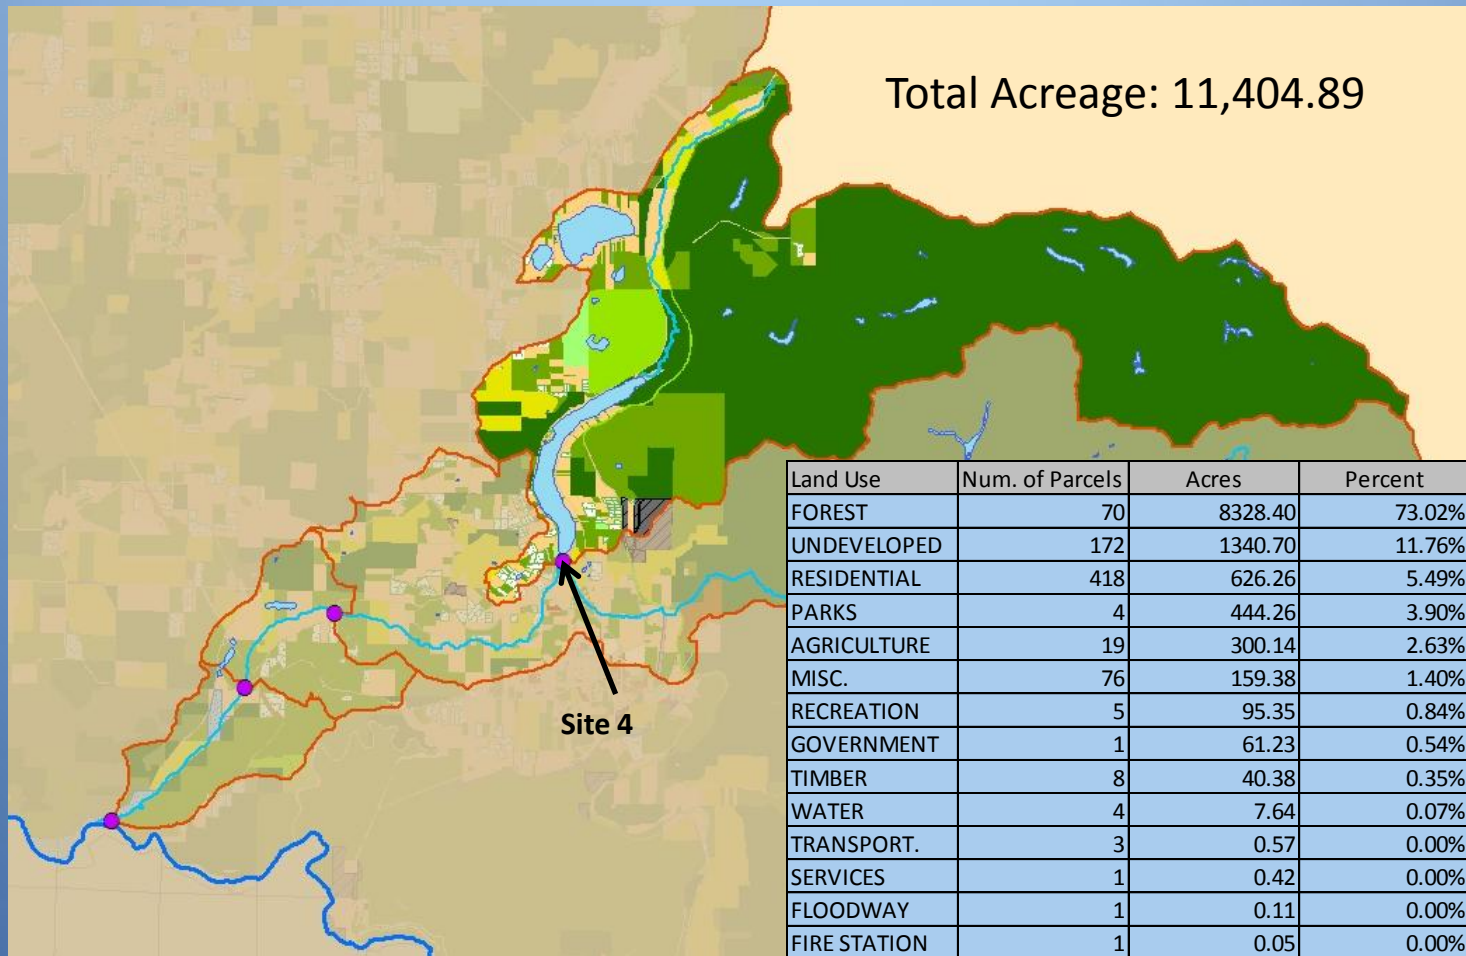 Total Acreage: 11,404.89
Site 4
Land Use Num. of Parcels Acres Percent
FOREST 70 8328.40 73.02%
UNDEVELOPED 172 1340.70 11.76%
RESIDENTIAL 418 626.26 5.49%
PARKS 4 444.26 3.90%
AGRICULTURE 19 300.14 2.63%
MISC. 76 159.38 1.40%
RECREATION 5 95.35 0.84%
GOVERNMENT 1 61.23 0.54%
TIMBER 8 40.38 0.35%
WATER 4 7.64 0.07%
TRANSPORT. 3 0.57 0.00%
SERVICES 1 0.42 0.00%
FLOODWAY 1 0.11 0.00%
FIRE STATION 1 0.05 0.00%